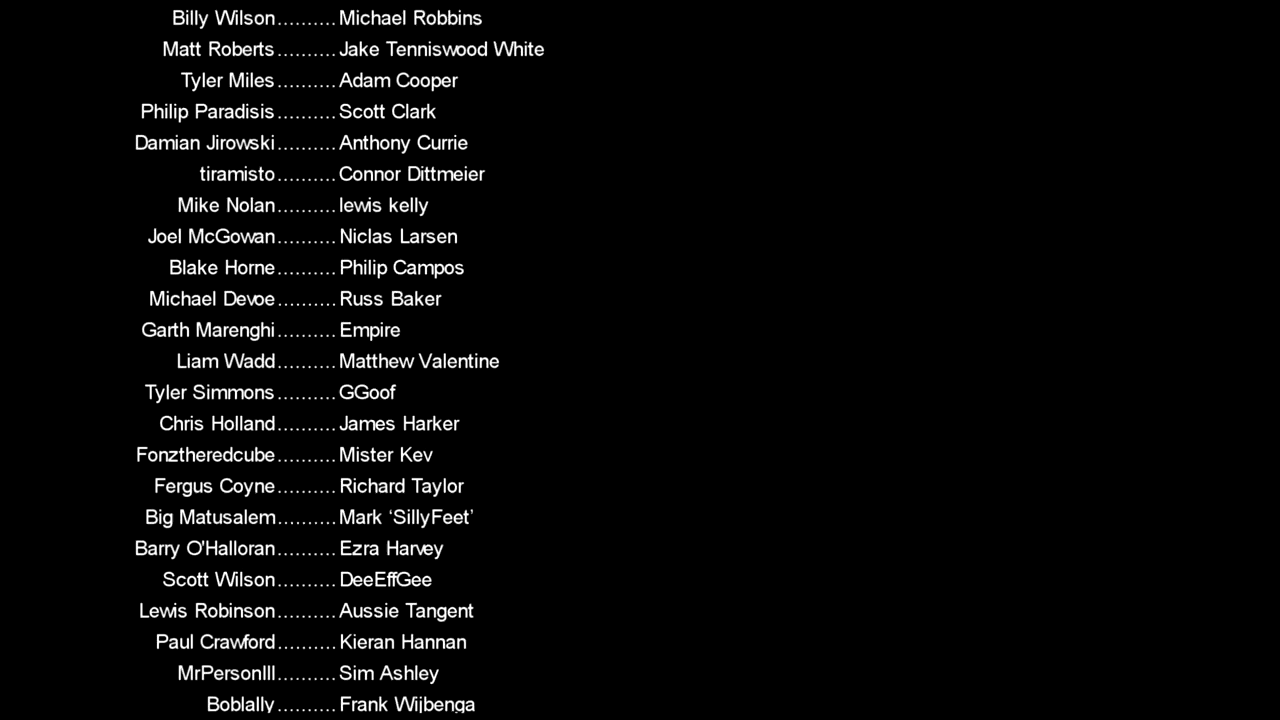 Billy Wilson..........Michael Robbins
Matt Roberts..........Jake Tenniswood White
Tyler Miles..........Adam Cooper
Philip Paradisis..........Scott Clark
Damian Jirowski..........Anthony Currie
tiramisto..........Connor Dittmeier
Mike Nolan..........lewis kelly
Joel McGowan..........Niclas Larsen
Blake Horne..........Philip Campos
Michael Devoe..........Russ Baker
Garth Marenghi..........Empire
Liam Wadd..........Matthew Valentine
Tyler Simmons..........GGoof
Chris Holland..........James Harker
Fonztheredcube..........Mister Kev
Fergus Coyne..........Richard Taylor
Big Matusalem..........Mark ‘SillyFeet’
Barry O'Halloran..........Ezra Harvey
Scott Wilson..........DeeEffGee
Lewis Robinson..........Aussie Tangent
Paul Crawford..........Kieran Hannan
MrPersonIII..........Sim Ashley
Boblally..........Frank Wijbenga